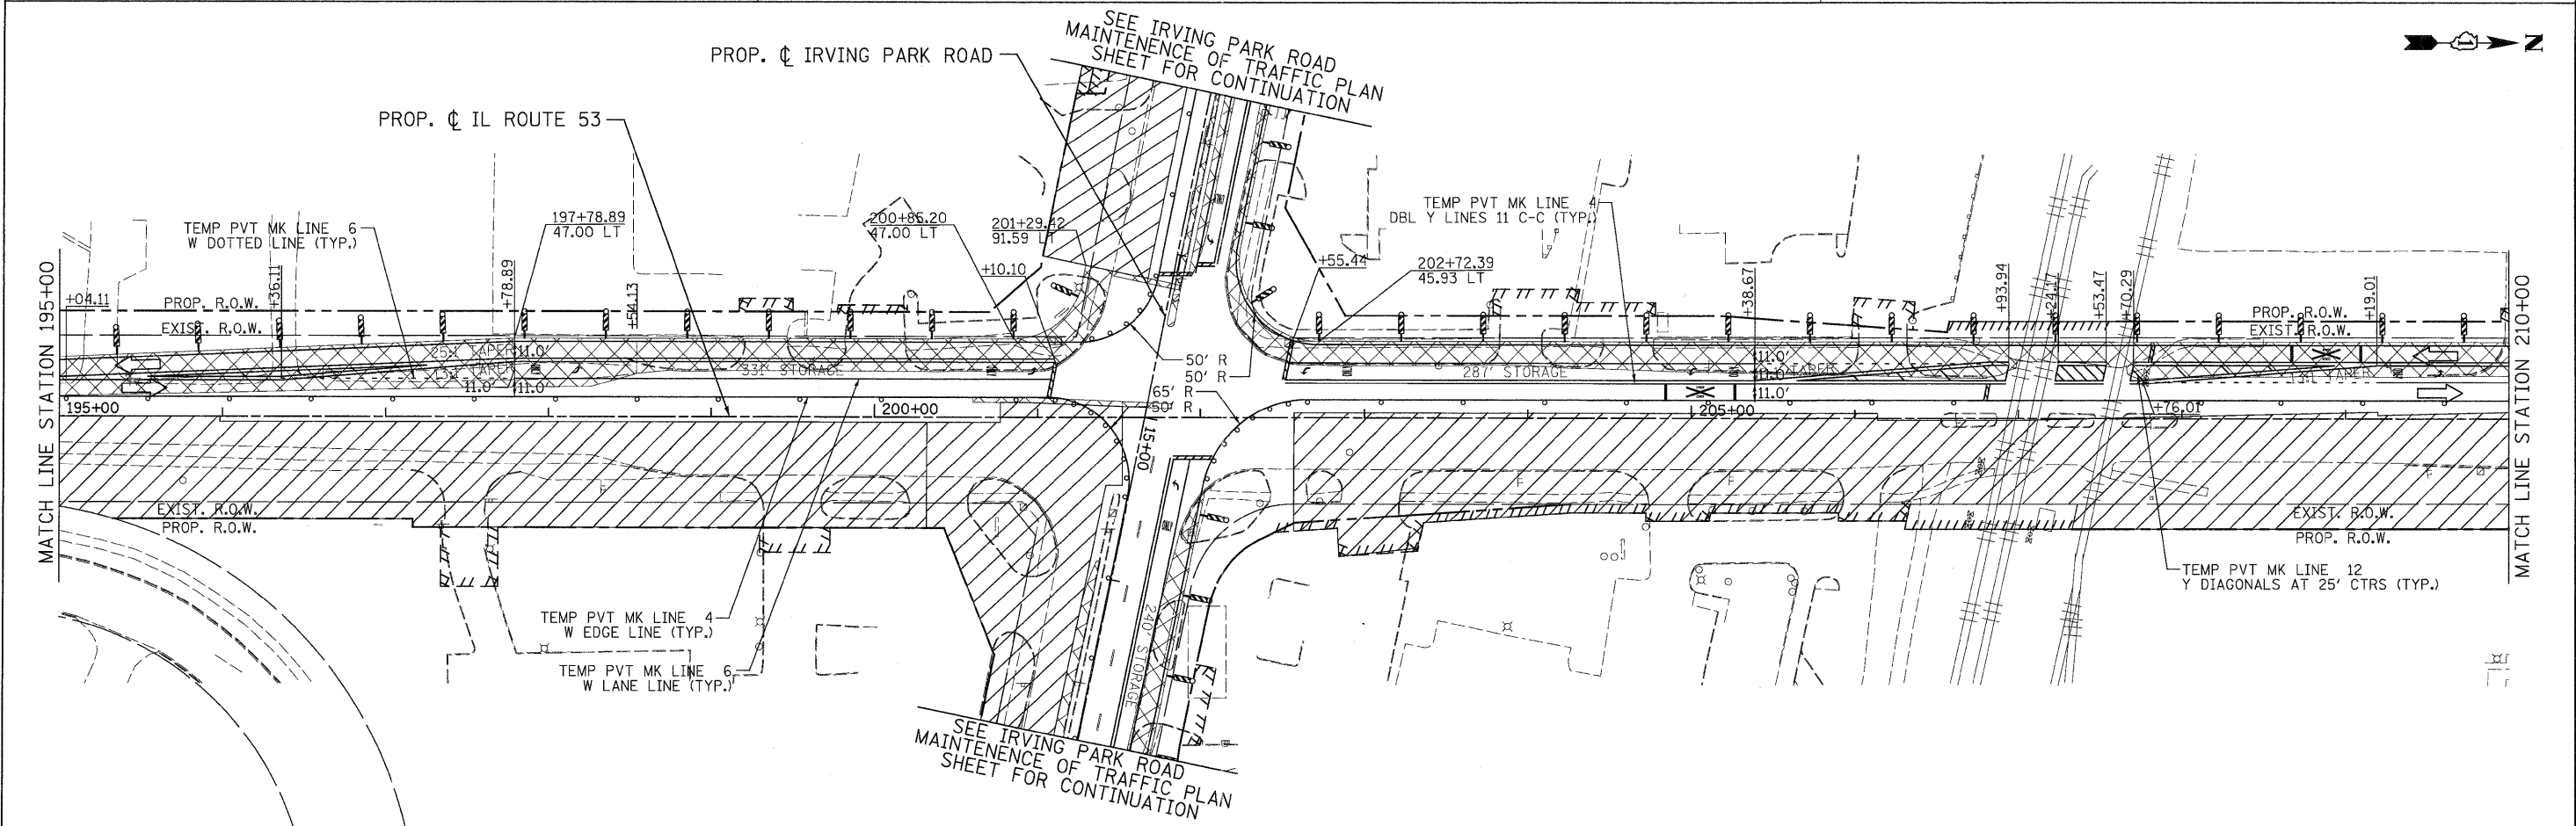 SEE IRVING PARK ROAD
MAINTENENCE OF TRAFFIC PLAN
SHEET FOR CONTINUATION
N
PROP. ℄ IRVING PARK ROAD
PROP. ℄ IL ROUTE 53
TEMP PVT MK LINE 6
W DOTTED LINE (TYP.)
197+78.89
47.00 LT
200+85.20
47.00 LT
201+29.42
91.59 LT
+10.10
TEMP PVT MK LINE 4
DBL Y LINES 11 C-C (TYP.)
+55.44
202+72.39
45.93 LT
+04.11
+36.11
+78.89
+54.13
+38.67
+93.94
+24.17
+53.47
+70.29
+19.01
PROP. R.O.W.
EXIST. R.O.W.
PROP. R.O.W.
EXIST. R.O.W.
MATCH LINE STATION 195+00
MATCH LINE STATION 210+00
TAPER
11.0'
TAPER
11.0'
11.0'
331' STORAGE
50' R
50' R
65' R
50' R
287' STORAGE
11.0'
11.0'
11.0'
TAPER
TAPER
195+00
200+00
205+00
+76.01
15+00
EXIST. R.O.W.
PROP. R.O.W.
EXIST. R.O.W.
PROP. R.O.W.
240' STORAGE
TEMP PVT MK LINE 12
Y DIAGONALS AT 25' CTRS (TYP.)
TEMP PVT MK LINE 4
W EDGE LINE (TYP.)
TEMP PVT MK LINE 6
W LANE LINE (TYP.)
SEE IRVING PARK ROAD
MAINTENENCE OF TRAFFIC PLAN
SHEET FOR CONTINUATION